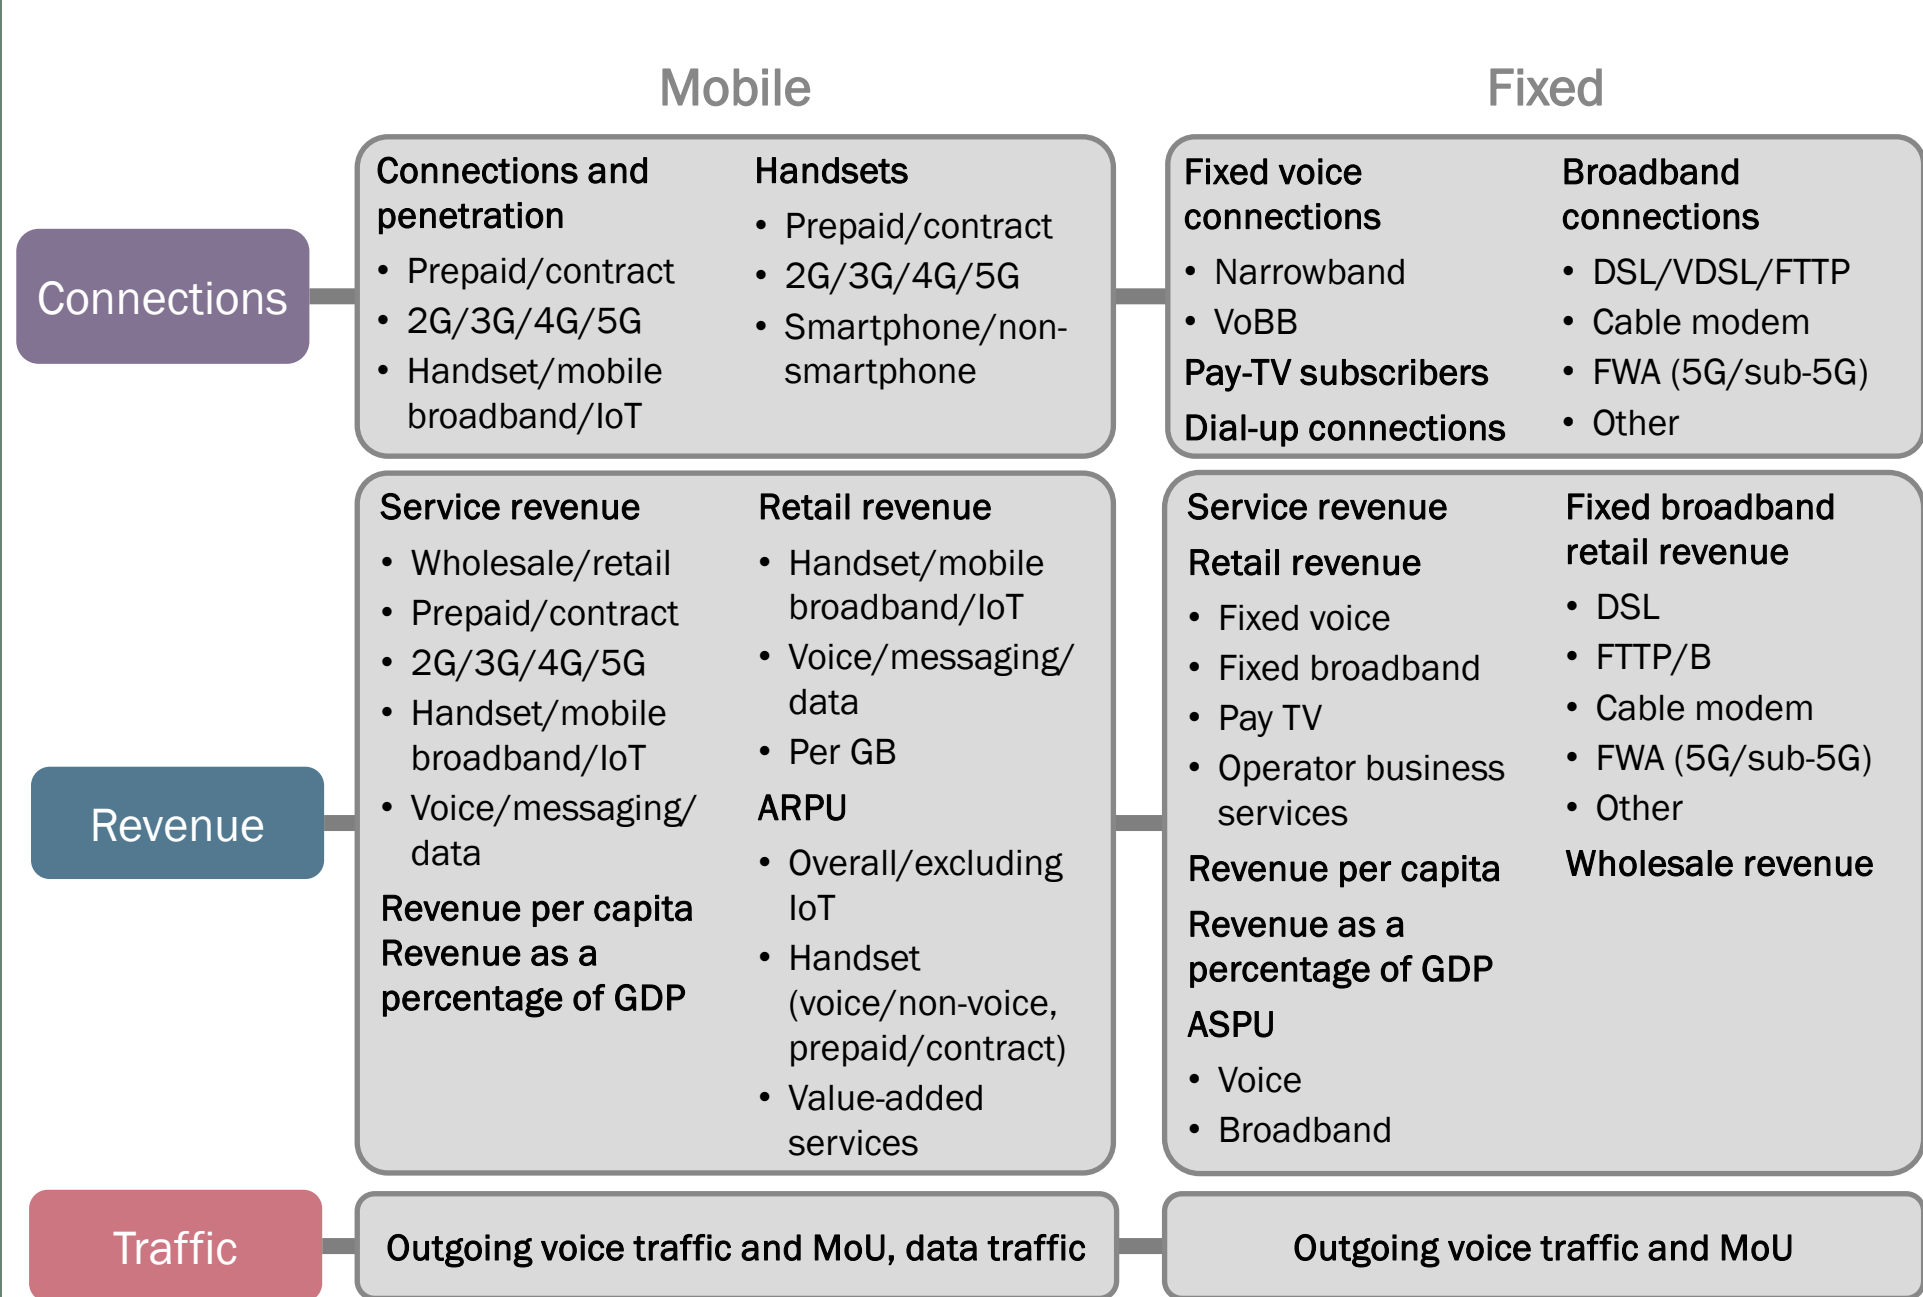 Mobile
Fixed
Connections
Connections and
penetration
• Prepaid/contract
• 2G/3G/4G/5G
• Handset/mobile
broadband/IoT
Handsets
• Prepaid/contract
• 2G/3G/4G/5G
• Smartphone/non-
smartphone
Fixed voice
connections
• Narrowband
• VoBB
Pay-TV subscribers
Dial-up connections
Broadband
connections
• DSL/VDSL/FTTP
• Cable modem
• FWA (5G/sub-5G)
• Other
Revenue
Service revenue
• Wholesale/retail
• Prepaid/contract
• 2G/3G/4G/5G
• Handset/mobile
broadband/IoT
• Voice/messaging/
data
Revenue per capita
Revenue as a
percentage of GDP
Retail revenue
• Handset/mobile
broadband/IoT
• Voice/messaging/
data
• Per GB
ARPU
• Overall/excluding
IoT
• Handset
(voice/non-voice,
prepaid/contract)
• Value-added
services
Service revenue
Retail revenue
• Fixed voice
• Fixed broadband
• Pay TV
• Operator business
services
Revenue per capita
Revenue as a
percentage of GDP
ASPU
• Voice
• Broadband
Fixed broadband
retail revenue
• DSL
• FTTP/B
• Cable modem
• FWA (5G/sub-5G)
• Other
Wholesale revenue
Traffic
Outgoing voice traffic and MoU, data traffic
Outgoing voice traffic and MoU